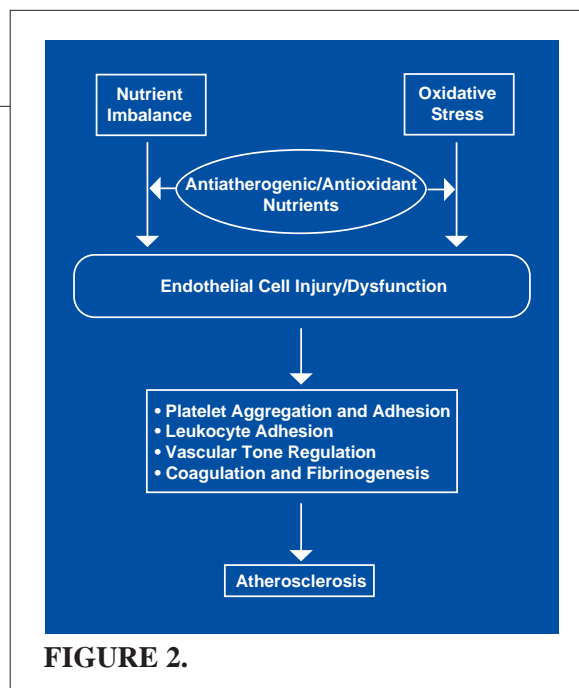 Nutrient
Imbalance
Oxidative
Stress
Antiatherogenic/Antioxidant
Nutrients
Endothelial Cell Injury/Dysfunction
• Platelet Aggregation and Adhesion
• Leukocyte Adhesion
• Vascular Tone Regulation
• Coagulation and Fibrinogenesis
Atherosclerosis
FIGURE 2.